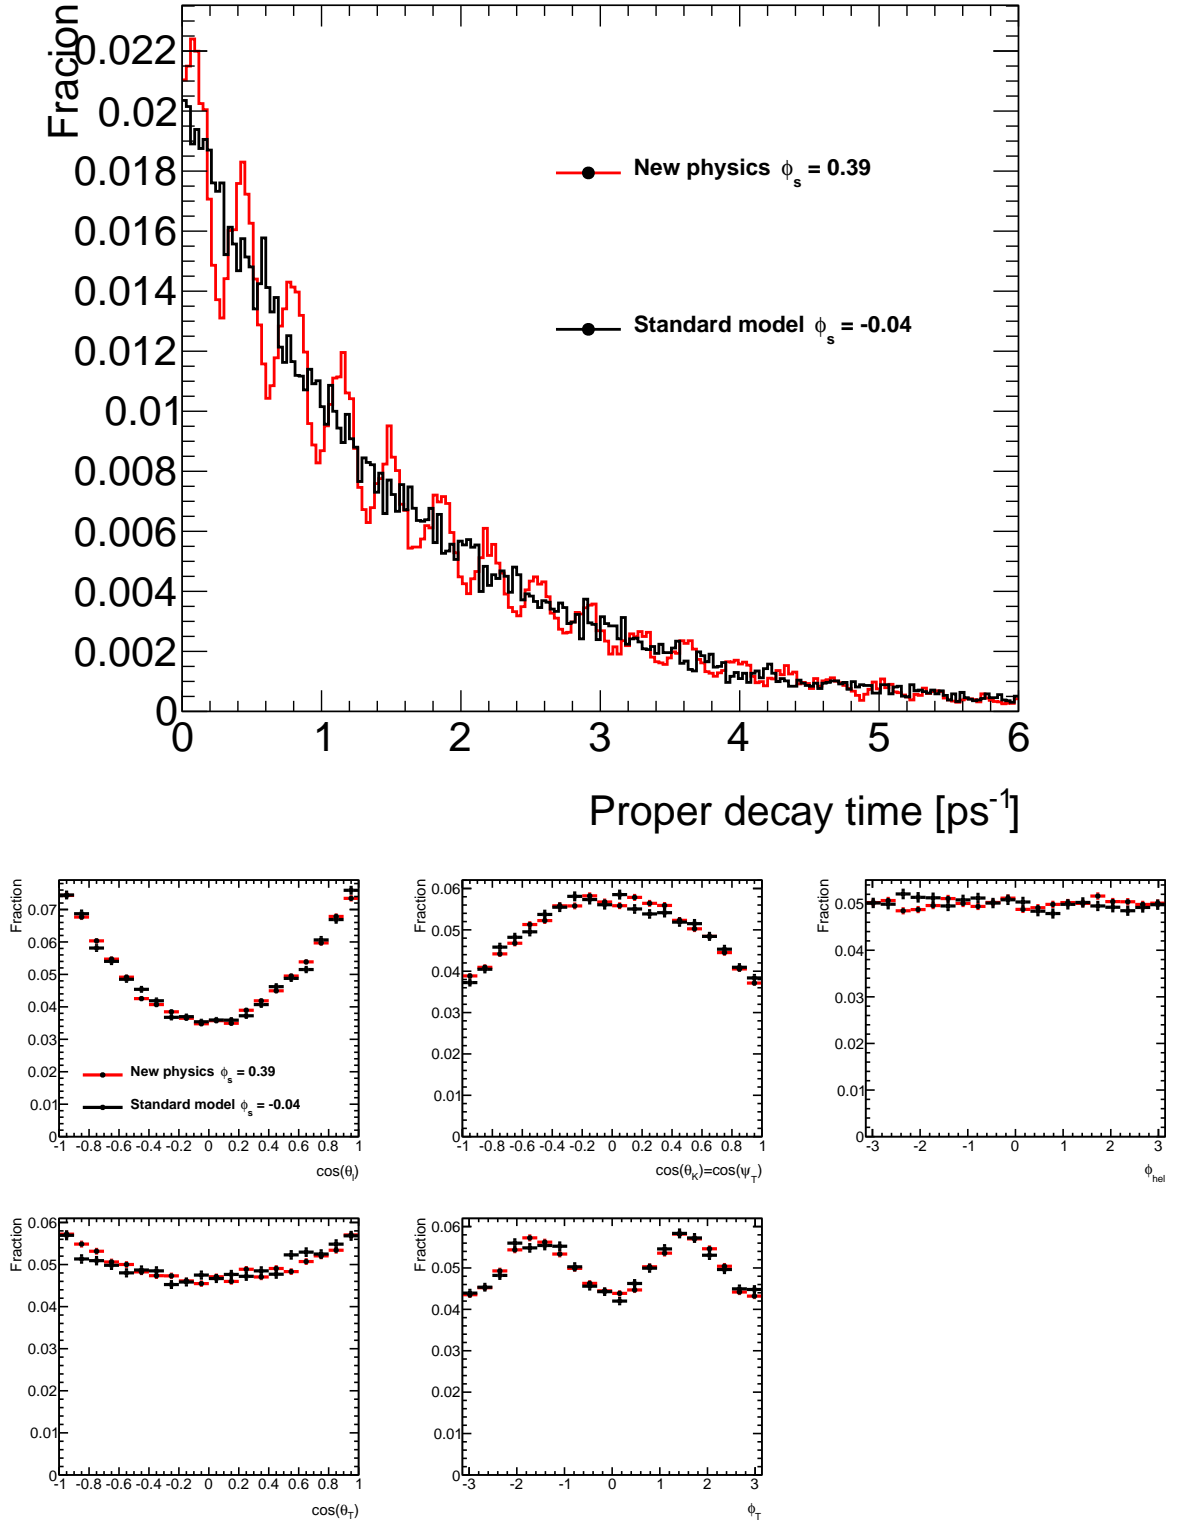 Fracion
0.022
0.02
0.018
0.016
0.014
0.012
0.01
0.008
0.006
0.004
0.002
0
New physics ϕs = 0.39
Standard model ϕs = -0.04
0 1 2 3 4 5 6
Proper decay time [ps-1]
Fraction
0.07
0.06
0.05
0.04
0.03
0.02
0.01
0
New physics ϕs = 0.39
Standard model ϕs = -0.04
-1 -0.8 -0.6 -0.4 -0.2 0 0.2 0.4 0.6 0.8 1
cos(θl)
Fraction
0.06
0.05
0.04
0.03
0.02
0.01
0
-1 -0.8 -0.6 -0.4 -0.2 0 0.2 0.4 0.6 0.8 1
cos(θK)=cos(ψT)
Fraction
0.05
0.04
0.03
0.02
0.01
0
-3 -2 -1 0 1 2 3
ϕhel
Fraction
0.06
0.05
0.04
0.03
0.02
0.01
0
-1 -0.8 -0.6 -0.4 -0.2 0 0.2 0.4 0.6 0.8 1
cos(θT)
Fraction
0.06
0.05
0.04
0.03
0.02
0.01
0
-3 -2 -1 0 1 2 3
ϕT